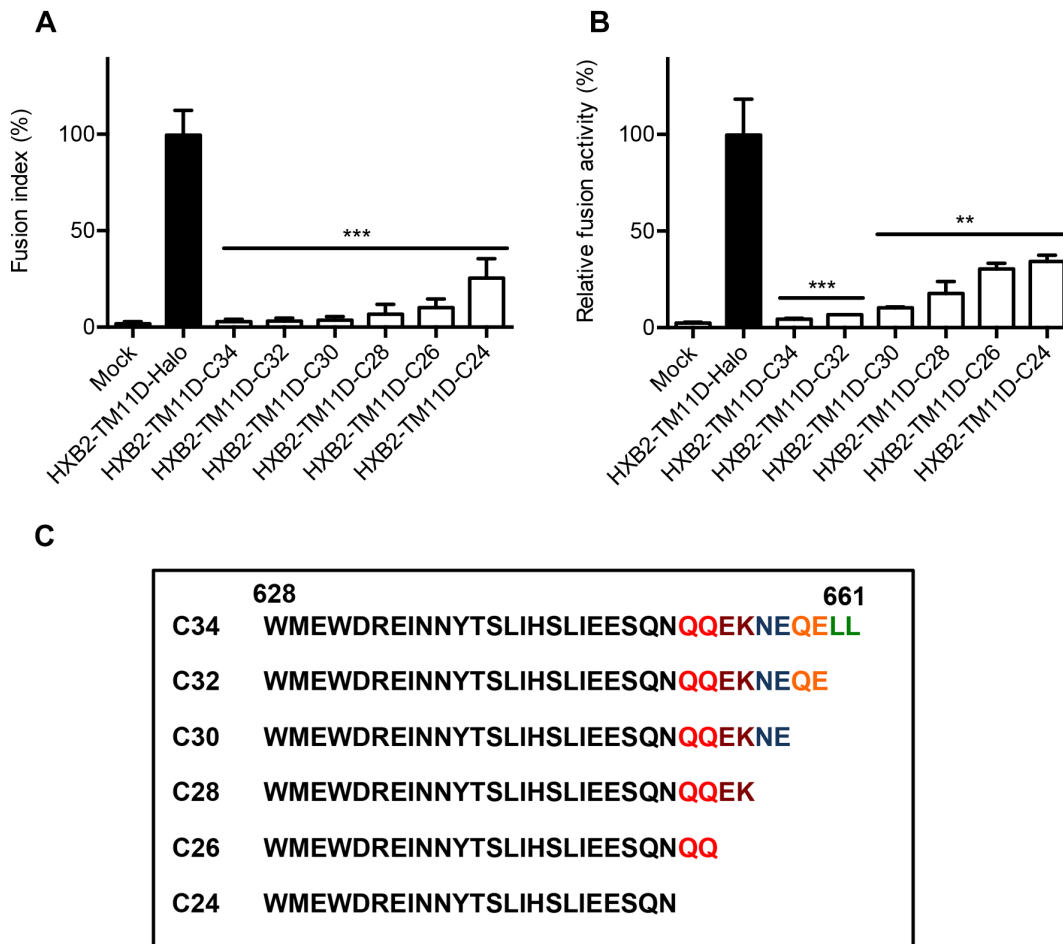 A
Fusion index (%)
100
50
0
***
Mock
HXB2-TM11D-Halo
HXB2-TM11D-C34
HXB2-TM11D-C32
HXB2-TM11D-C30
HXB2-TM11D-C28
HXB2-TM11D-C26
HXB2-TM11D-C24
B
Relative fusion activity (%)
100
50
0
***
**
Mock
HXB2-TM11D-Halo
HXB2-TM11D-C34
HXB2-TM11D-C32
HXB2-TM11D-C30
HXB2-TM11D-C28
HXB2-TM11D-C26
HXB2-TM11D-C24
C
628 661
C34 WMEWDREINNYTSLIHSLIEESQNQQEKNEQELL
C32 WMEWDREINNYTSLIHSLIEESQNQQEKNEQE
C30 WMEWDREINNYTSLIHSLIEESQNQQEKNE
C28 WMEWDREINNYTSLIHSLIEESQNQQEK
C26 WMEWDREINNYTSLIHSLIEESQNQQ
C24 WMEWDREINNYTSLIHSLIEESQN